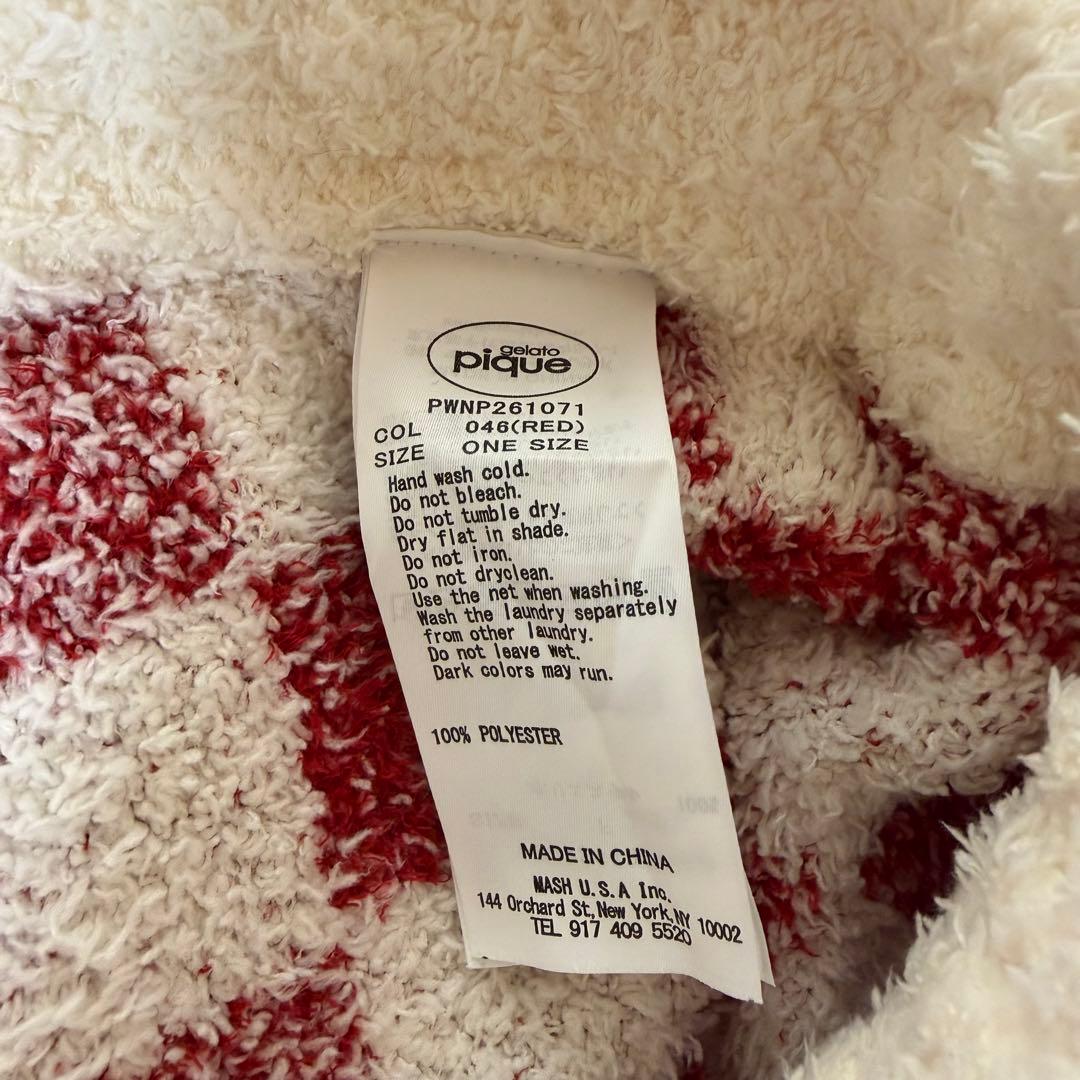 gelato
pique
PWNP261071
COL 046(RED)
SIZE ONE SIZE
Hand wash cold.
Do not bleach.
Do not tumble dry.
Dry flat in shade.
Do not iron.
Do not dryclean.
Use the net when washing.
Wash the laundry separately
from other laundry.
Do not leave wet.
Dark colors may run.
100% POLYESTER
MADE IN CHINA
MASH U.S.A Inc.
144 Orchard St,New York,NY 10002
TEL 917 409 5520